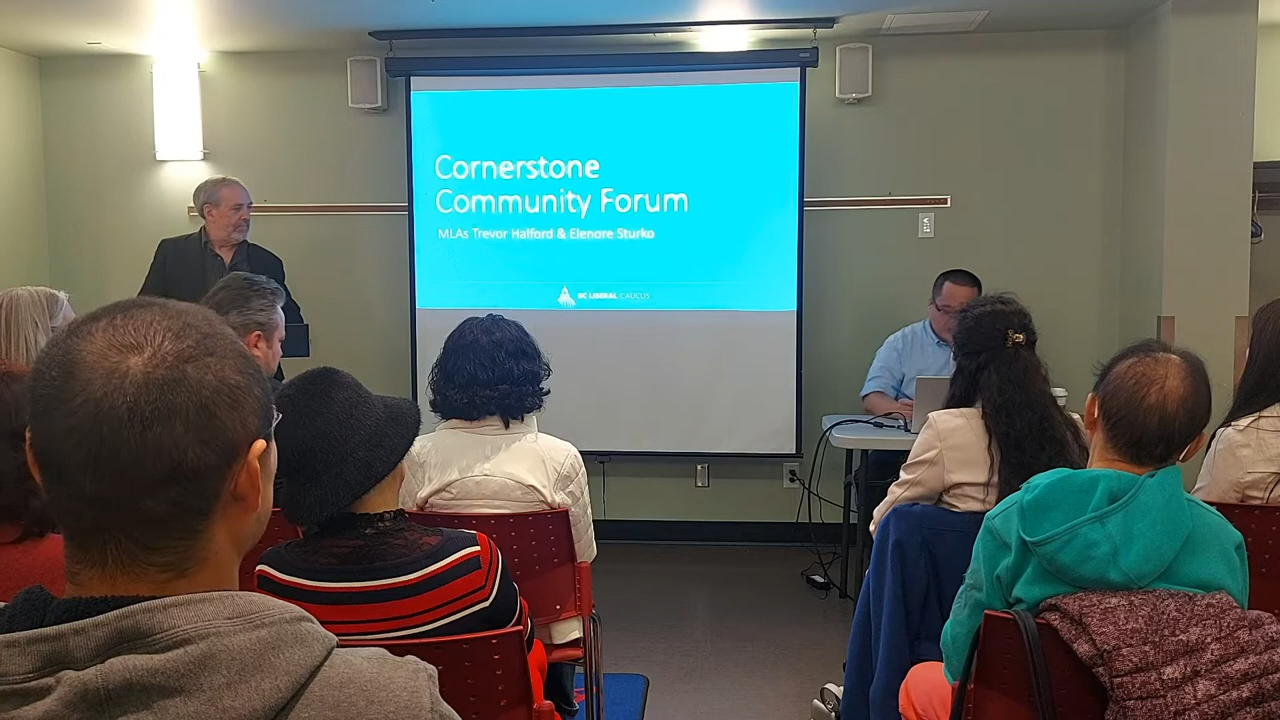 Cornerstone
Community Forum
MLAs Trevor Halford & Elenore Sturko
BC LIBERAL CAUCUS